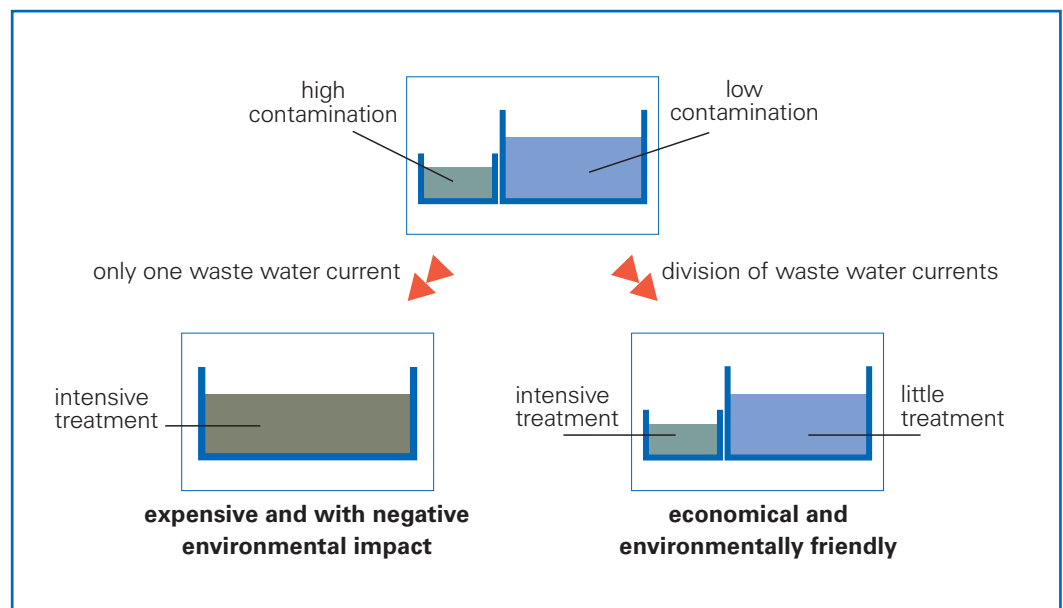 high
contamination
low
contamination
only one waste water current
division of waste water currents
intensive
treatment
intensive
treatment
little
treatment
expensive and with negative
environmental impact
economical and
environmentally friendly